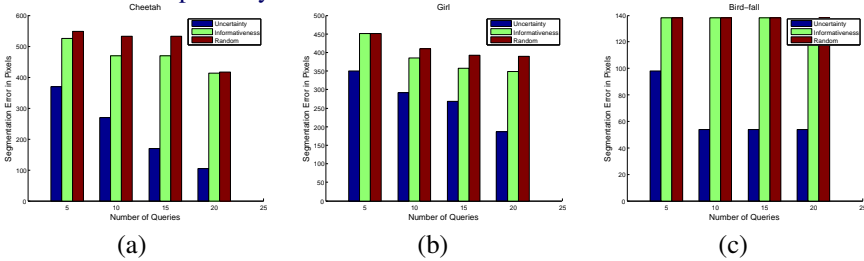 Cheetah
Uncertainty
Informativeness
Random
Segmentation Error in Pixels
600
500
400
300
200
100
0
5 10 15 20 25
Number of Queries
(a)
Girl
Uncertainty
Informativeness
Random
Segmentation Error in Pixels
500
450
400
350
300
250
200
150
100
50
0
5 10 15 20 25
Number of Queries
(b)
Bird-fall
Uncertainty
Informativeness
Random
Segmentation Error in Pixels
140
120
100
80
60
40
20
0
5 10 15 20 25
Number of Queries
(c)